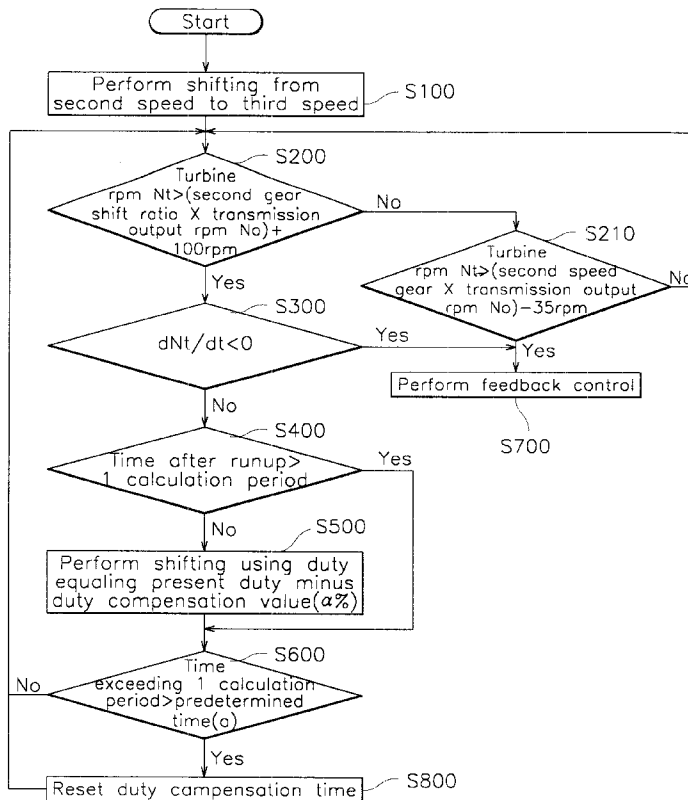 Start
Perform shifting from
second speed to third speed
S100
S200
Turbine
rpm Nt>(second gear
shift ratio X transmission
output rpm No)+
100rpm
No
Yes
S210
Turbine
rpm Nt>(second speed
gear X transmission output
rpm No)-35rpm
No
Yes
S300
dNt/dt<0
Yes
No
Perform feedback control
S700
S400
Time after runup>
1 calculation period
Yes
No
S500
Perform shifting using duty
equaling present duty minus
duty compensation value(α%)
S600
Time
exceeding 1 calculation
period>predetermined
time(a)
No
Yes
Reset duty campensation time
S800